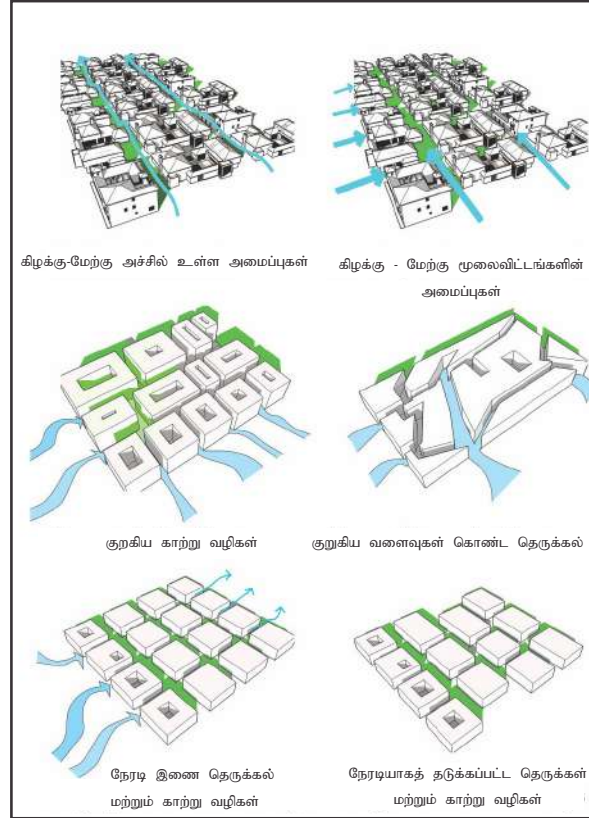 கிழக்கு-மேற்கு அச்சில் உள்ள அமைப்புகள்
கிழக்கு - மேற்கு மூலைவிட்டங்களின்
அமைப்புகள்
குறகிய காற்று வழிகள்
குறுகிய வளைவுகள் கொண்ட தெருக்கல்
நேரடி இணை தெருக்கல்
மற்றும் காற்று வழிகள்
நேரடியாகத் தடுக்கப்பட்ட தெருக்கள்
மற்றும் காற்று வழிகள்